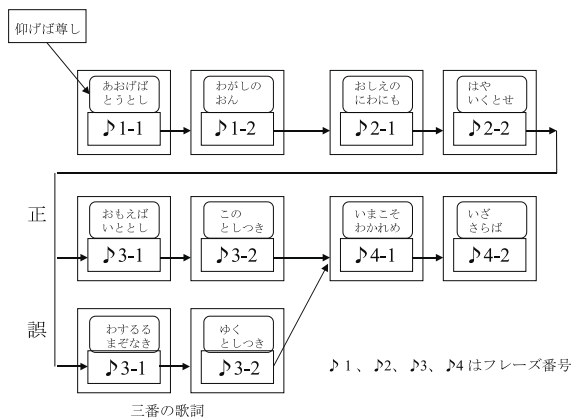 仰げば尊し
あおげば
とうとし
♪1-1
わがしの
おん
♪1-2
おしえの
にわにも
♪2-1
はや
いくとせ
♪2-2
正
おもえば
いととし
♪3-1
この
としつき
♪3-2
いまこそ
わかれめ
♪4-1
いざ
さらば
♪4-2
誤
わするる
まぞなき
♪3-1
ゆく
としつき
♪3-2
♪1、♪2、♪3、♪4はフレーズ番号
三番の歌詞